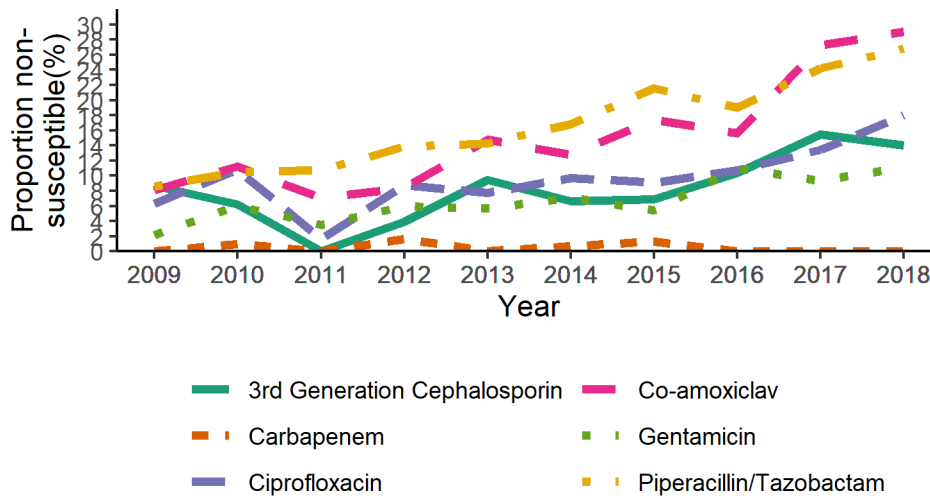 Proportion non-
susceptible(%)
30
28
26
24
22
20
18
16
14
12
10
8
6
4
2
0
2009 2010 2011 2012 2013 2014 2015 2016 2017 2018
Year
3rd Generation Cephalosporin Co-amoxiclav
Carbapenem Gentamicin
Ciprofloxacin Piperacillin/Tazobactam